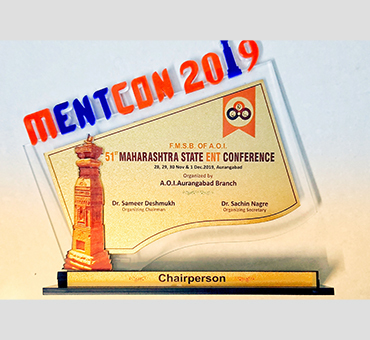 MENTCON 2019
F.M.S.B. OF A.O.I.
51st MAHARASHTRA STATE ENT CONFERENCE
28, 29, 30 Nov & 1 Dec.2019, Aurangabad
Organized by
A.O.I.Aurangabad Branch
Dr. Sameer Deshmukh
Organizing Chairman
Dr. Sachin Nagre
Organizing Secretary
Chairperson